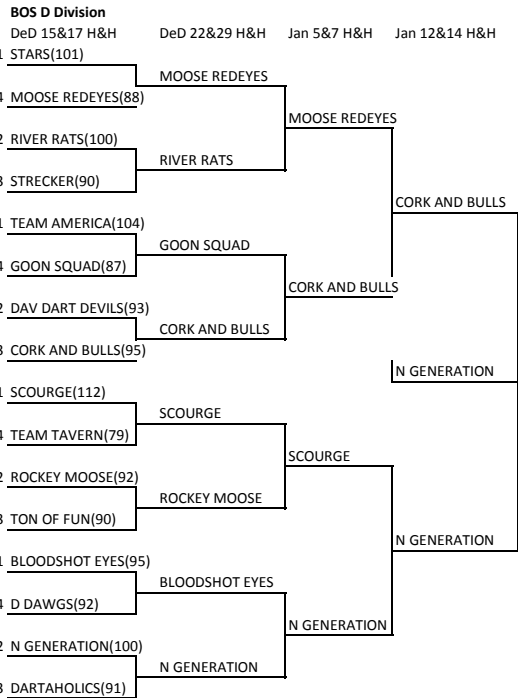 BOS D Division
DeD 15&17 H&H DeD 22&29 H&H Jan 5&7 H&H Jan 12&14 H&H
1 STARS(101)
MOOSE REDEYES
4 MOOSE REDEYES(88)
MOOSE REDEYES
2 RIVER RATS(100)
RIVER RATS
3 STRECKER(90)
CORK AND BULLS
1 TEAM AMERICA(104)
GOON SQUAD
4 GOON SQUAD(87)
CORK AND BULLS
2 DAV DART DEVILS(93)
CORK AND BULLS
3 CORK AND BULLS(95)
N GENERATION
1 SCOURGE(112)
SCOURGE
4 TEAM TAVERN(79)
SCOURGE
2 ROCKEY MOOSE(92)
ROCKEY MOOSE
3 TON OF FUN(90)
N GENERATION
1 BLOODSHOT EYES(95)
BLOODSHOT EYES
4 D DAWGS(92)
N GENERATION
2 N GENERATION(100)
N GENERATION
3 DARTAHOLICS(91)